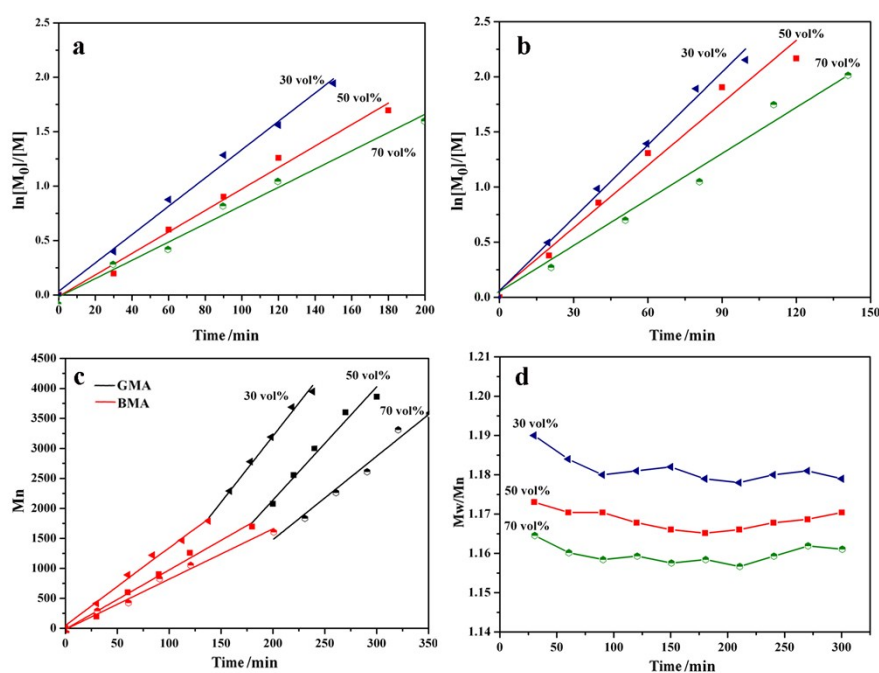 a
30 vol%
50 vol%
70 vol%
ln[M0]/[M]
2.5
2.0
1.5
1.0
0.5
0.0
0 20 40 60 80 100 120 140 160 180 200
Time /min
b
30 vol%
50 vol%
70 vol%
ln[M0]/[M]
2.5
2.0
1.5
1.0
0.5
0.0
0 30 60 90 120 150
Time /min
c
GMA
BMA
30 vol%
50 vol%
70 vol%
Mn
4500
4000
3500
3000
2500
2000
1500
1000
500
0
0 50 100 150 200 250 300 350
Time/min
d
30 vol%
50 vol%
70 vol%
Mw/Mn
1.21
1.20
1.19
1.18
1.17
1.16
1.15
1.14
0 50 100 150 200 250 300
Time/min